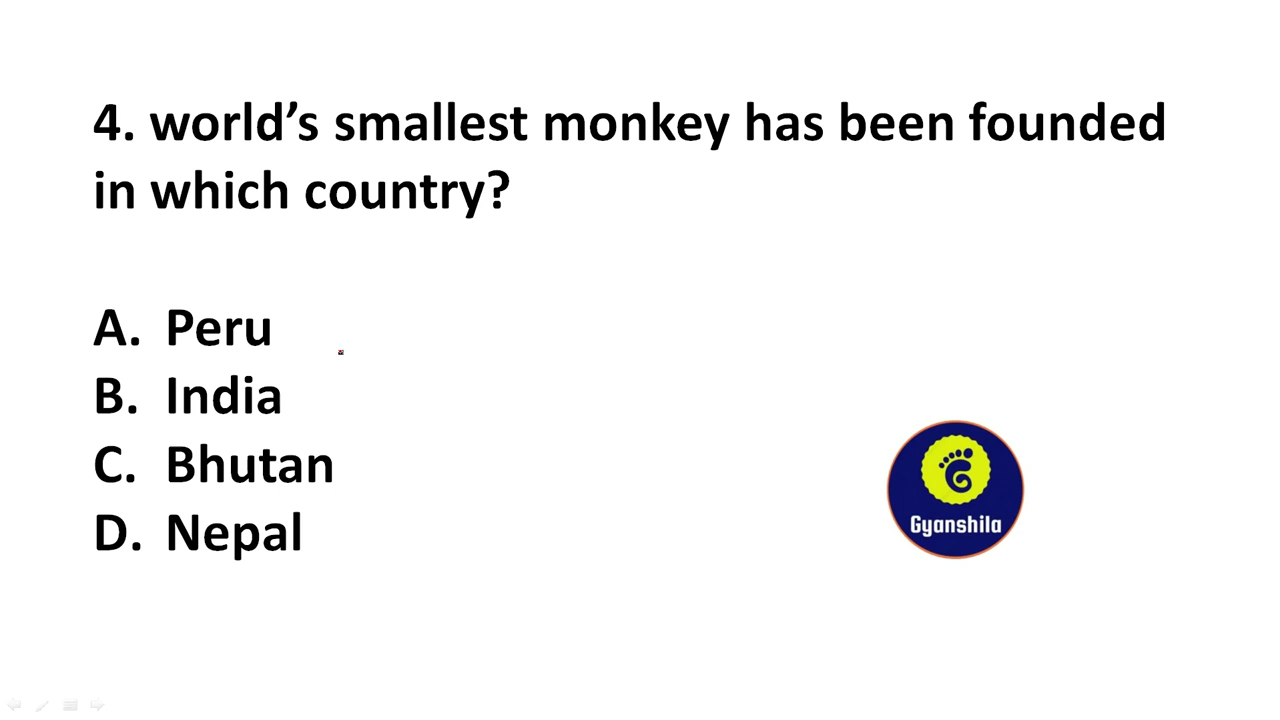 4. world’s smallest monkey has been founded
in which country?
A. Peru
B. India
C. Bhutan
D. Nepal
Gyanshila